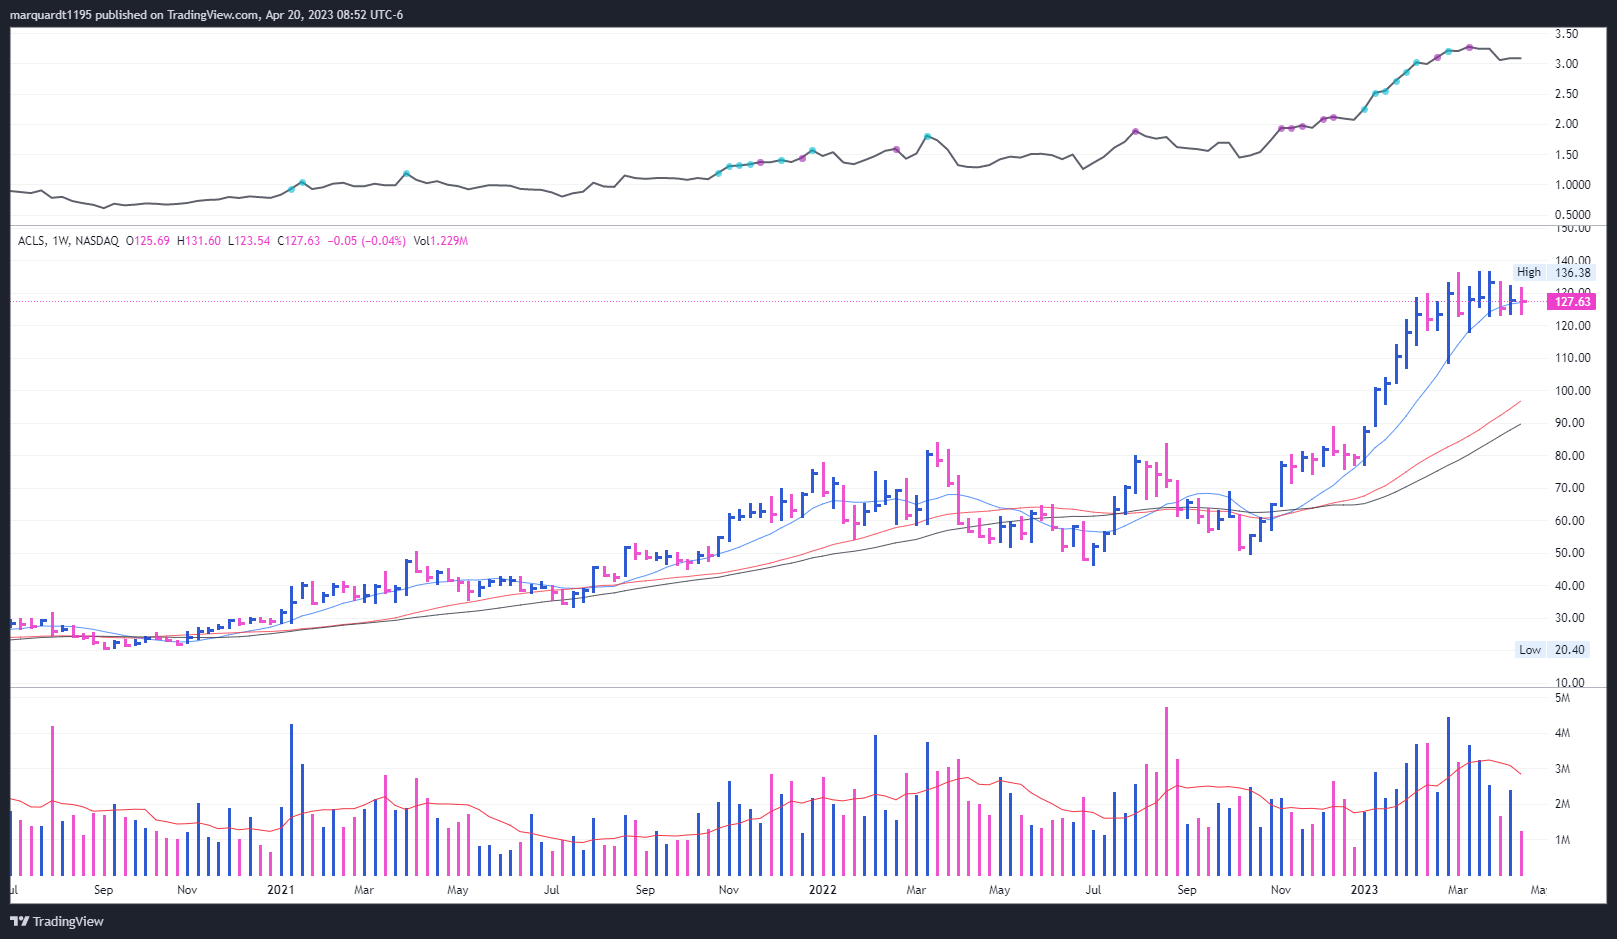 marquardt1195 published on TradingView.com, Apr 20, 2023 08:52 UTC-6
3.50
3.00
2.50
2.00
1.50
1.0000
0.5000
ACLS, 1W, NASDAQ O125.69 H131.60 L123.54 C127.63 −0.05 (−0.04%) Vol1.229M
150.00
140.00
High 136.38
130.00
127.63
120.00
110.00
100.00
90.00
80.00
70.00
60.00
50.00
40.00
30.00
Low 20.40
10.00
5M
4M
3M
2M
1M
ul Sep Nov 2021 Mar May Jul Sep Nov 2022 Mar May Jul Sep Nov 2023 Mar Ma
TradingView